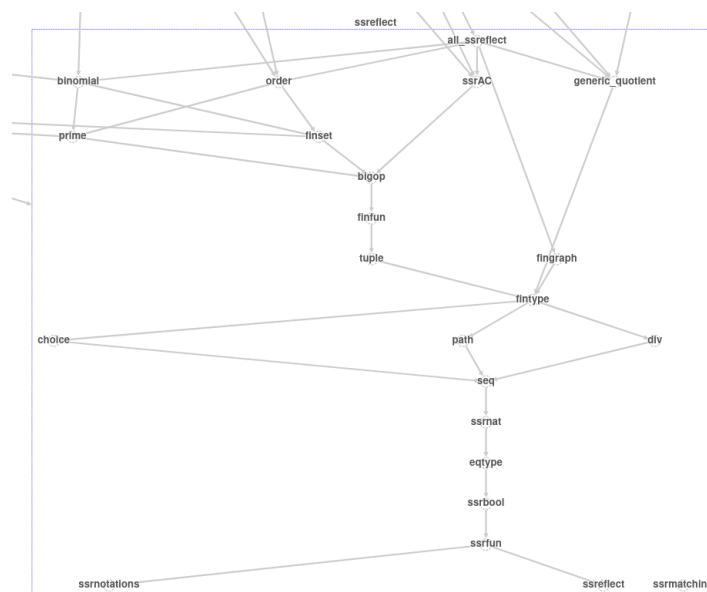 ssreflect
all_ssreflect
binomial order ssrAC generic_quotient
prime finset
bigop
finfun
tuple fingraph
fintype
choice path div
seq
ssrnat
eqtype
ssrbool
ssrfun
ssrnotations ssreflect ssrmatchin